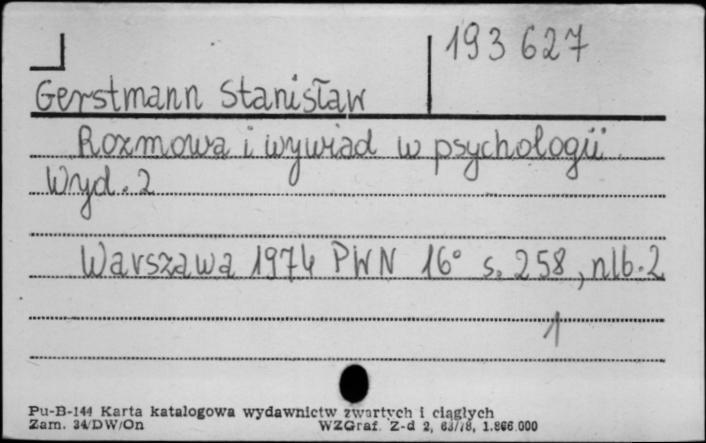 193 627
Gerstmann Stanisław
Rozmowa i wywiad w psychologii.
Wyd. 2
Warszawa 1974 PWN 16° s. 258, nlb. 2
1
Pu-B-144 Karta katalogowa wydawnictw zwartych i ciągłych
Zam. 34/DW/On WZGraf. Z-d 2, 63/78, 1.866.000